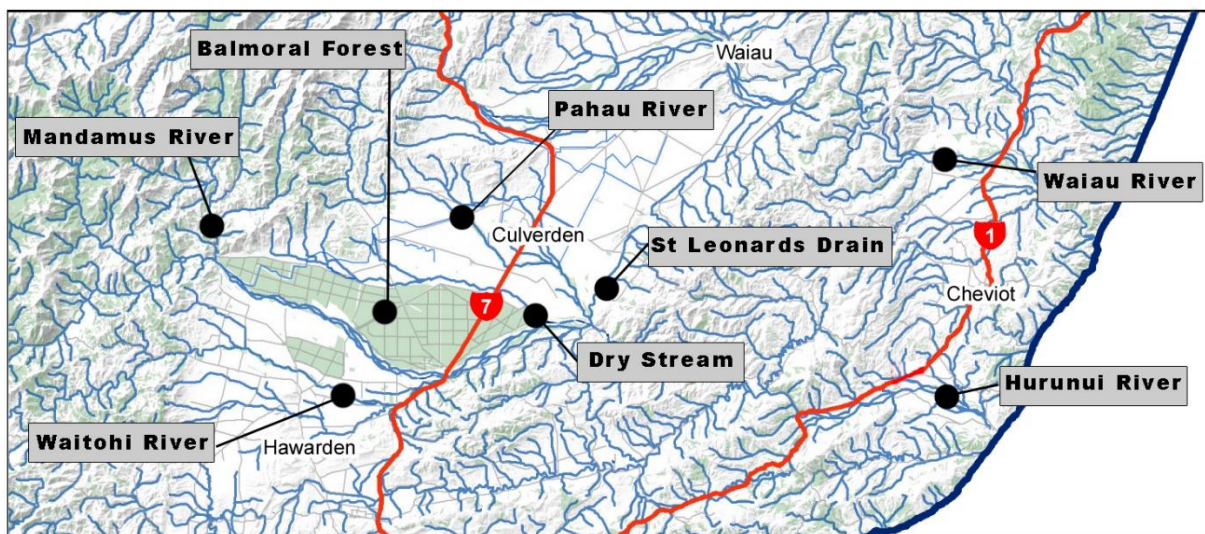 Balmoral Forest
Waiau
Pahau River
Mandamus River
Waiau River
Culverden
St Leonards Drain
1
Cheviot
7
Dry Stream
Hurunui River
Waitohi River
Hawarden